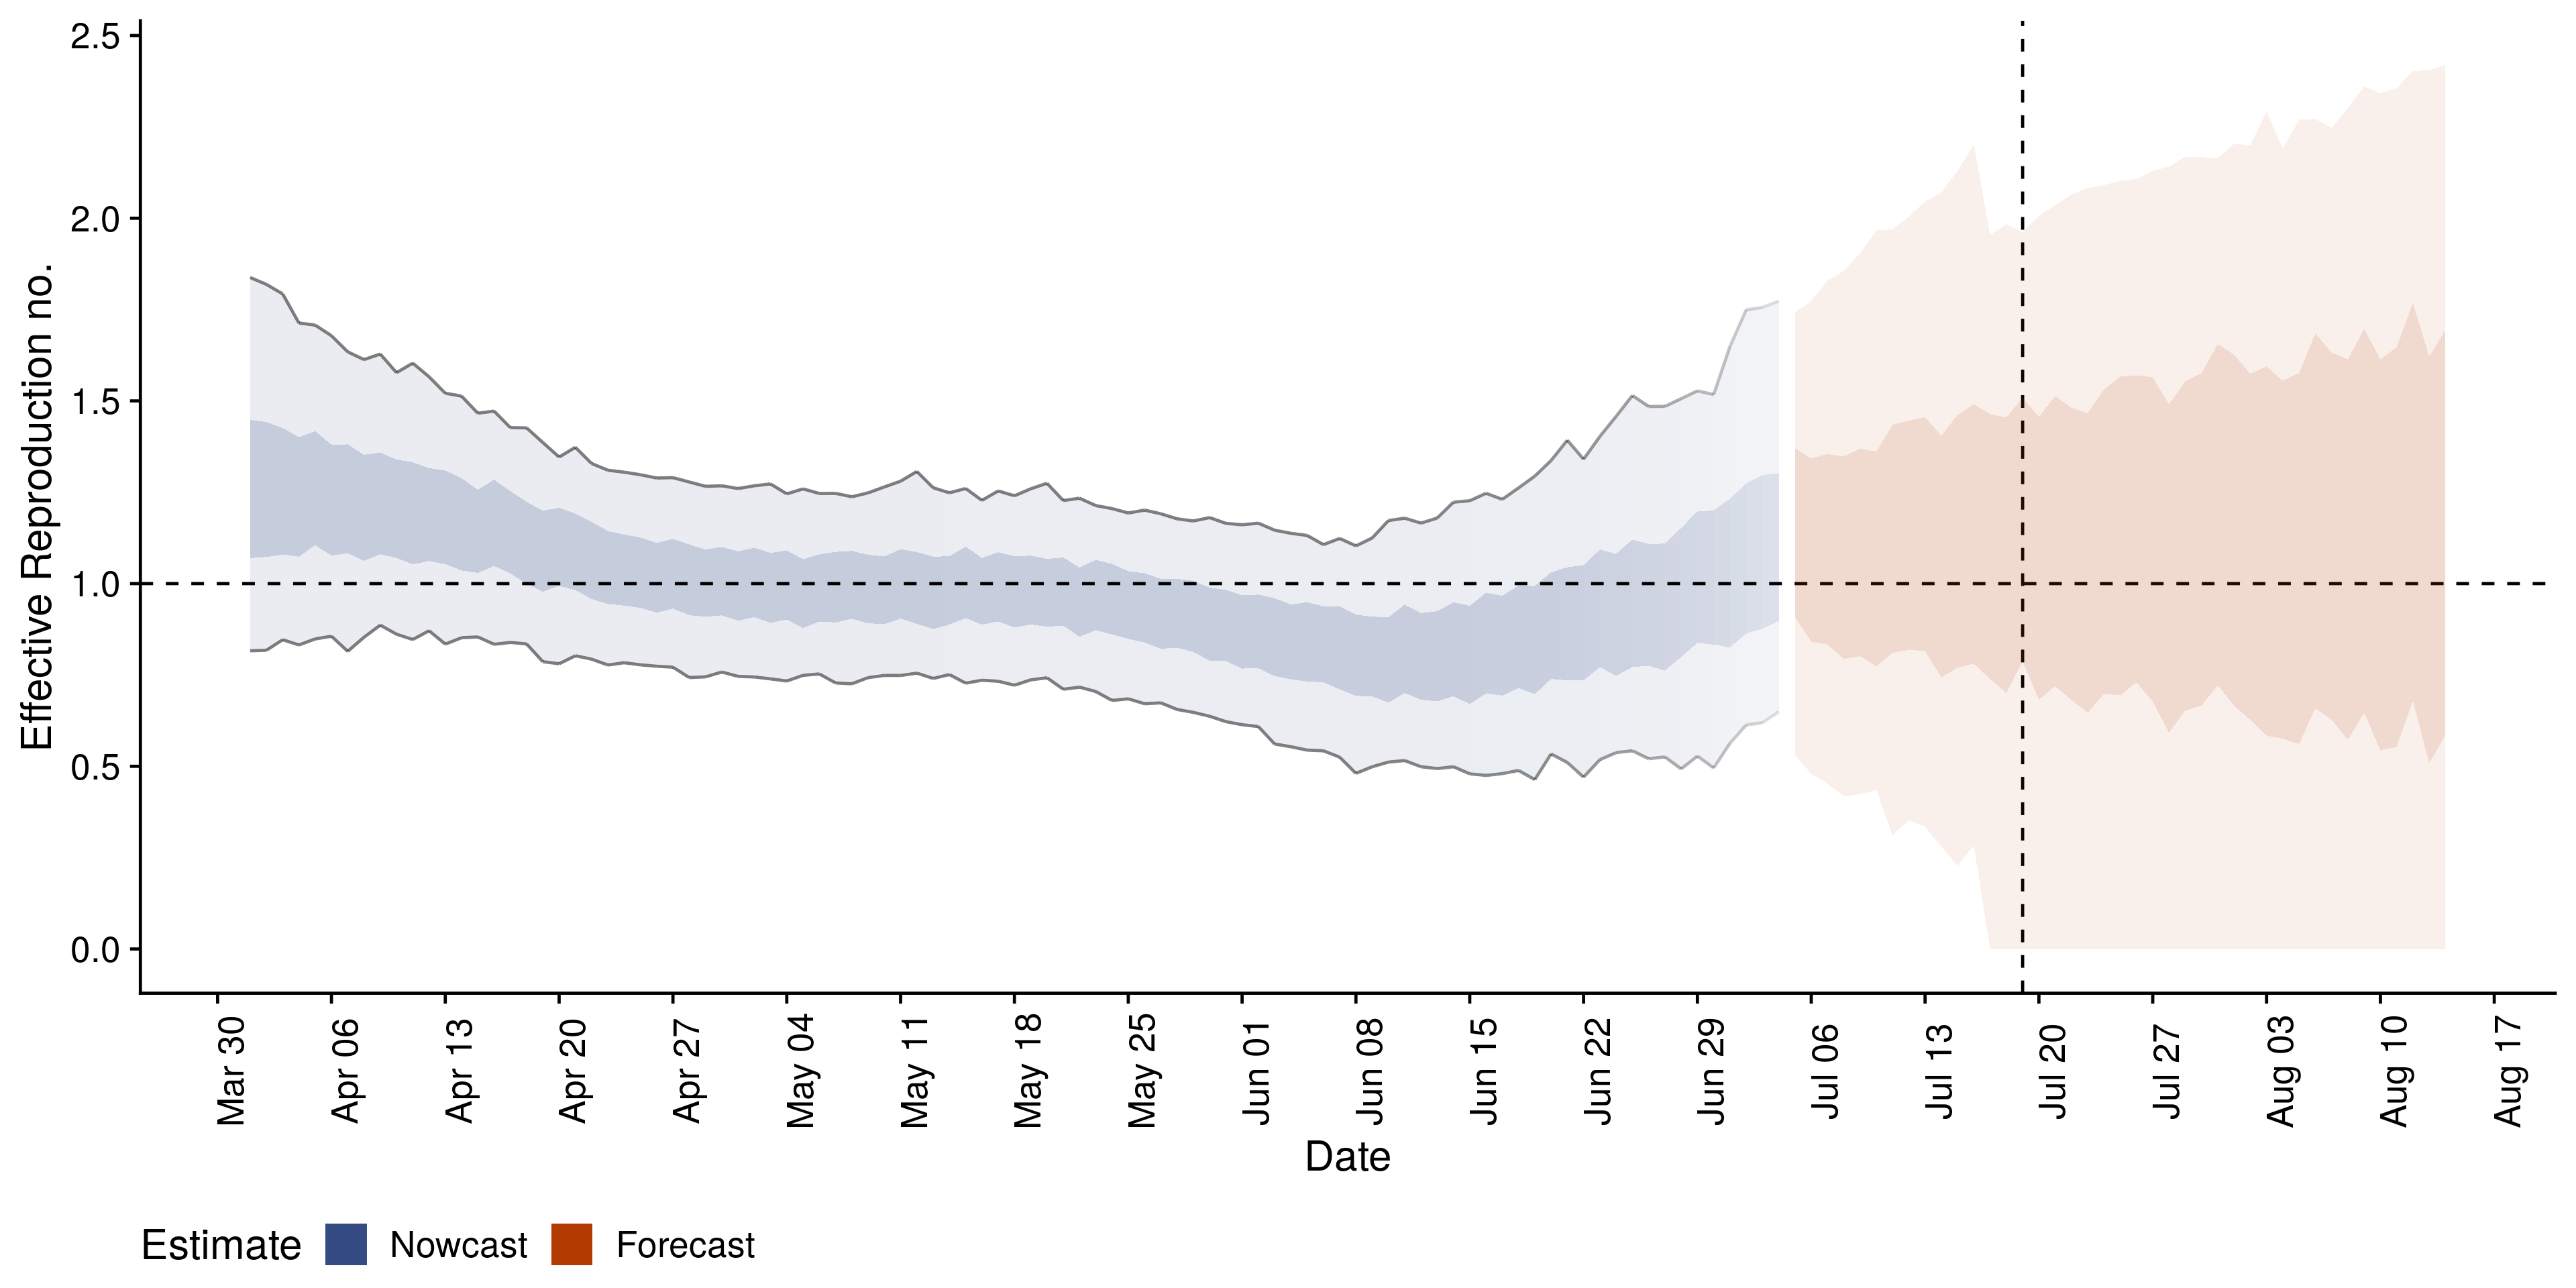 Effective Reproduction no.
2.5
2.0
1.5
1.0
0.5
0.0
Mar 30
Apr 06
Apr 13
Apr 20
Apr 27
May 04
May 11
May 18
May 25
Jun 01
Jun 08
Jun 15
Jun 22
Jun 29
Jul 06
Jul 13
Jul 20
Jul 27
Aug 03
Aug 10
Aug 17
Date
Estimate Nowcast Forecast